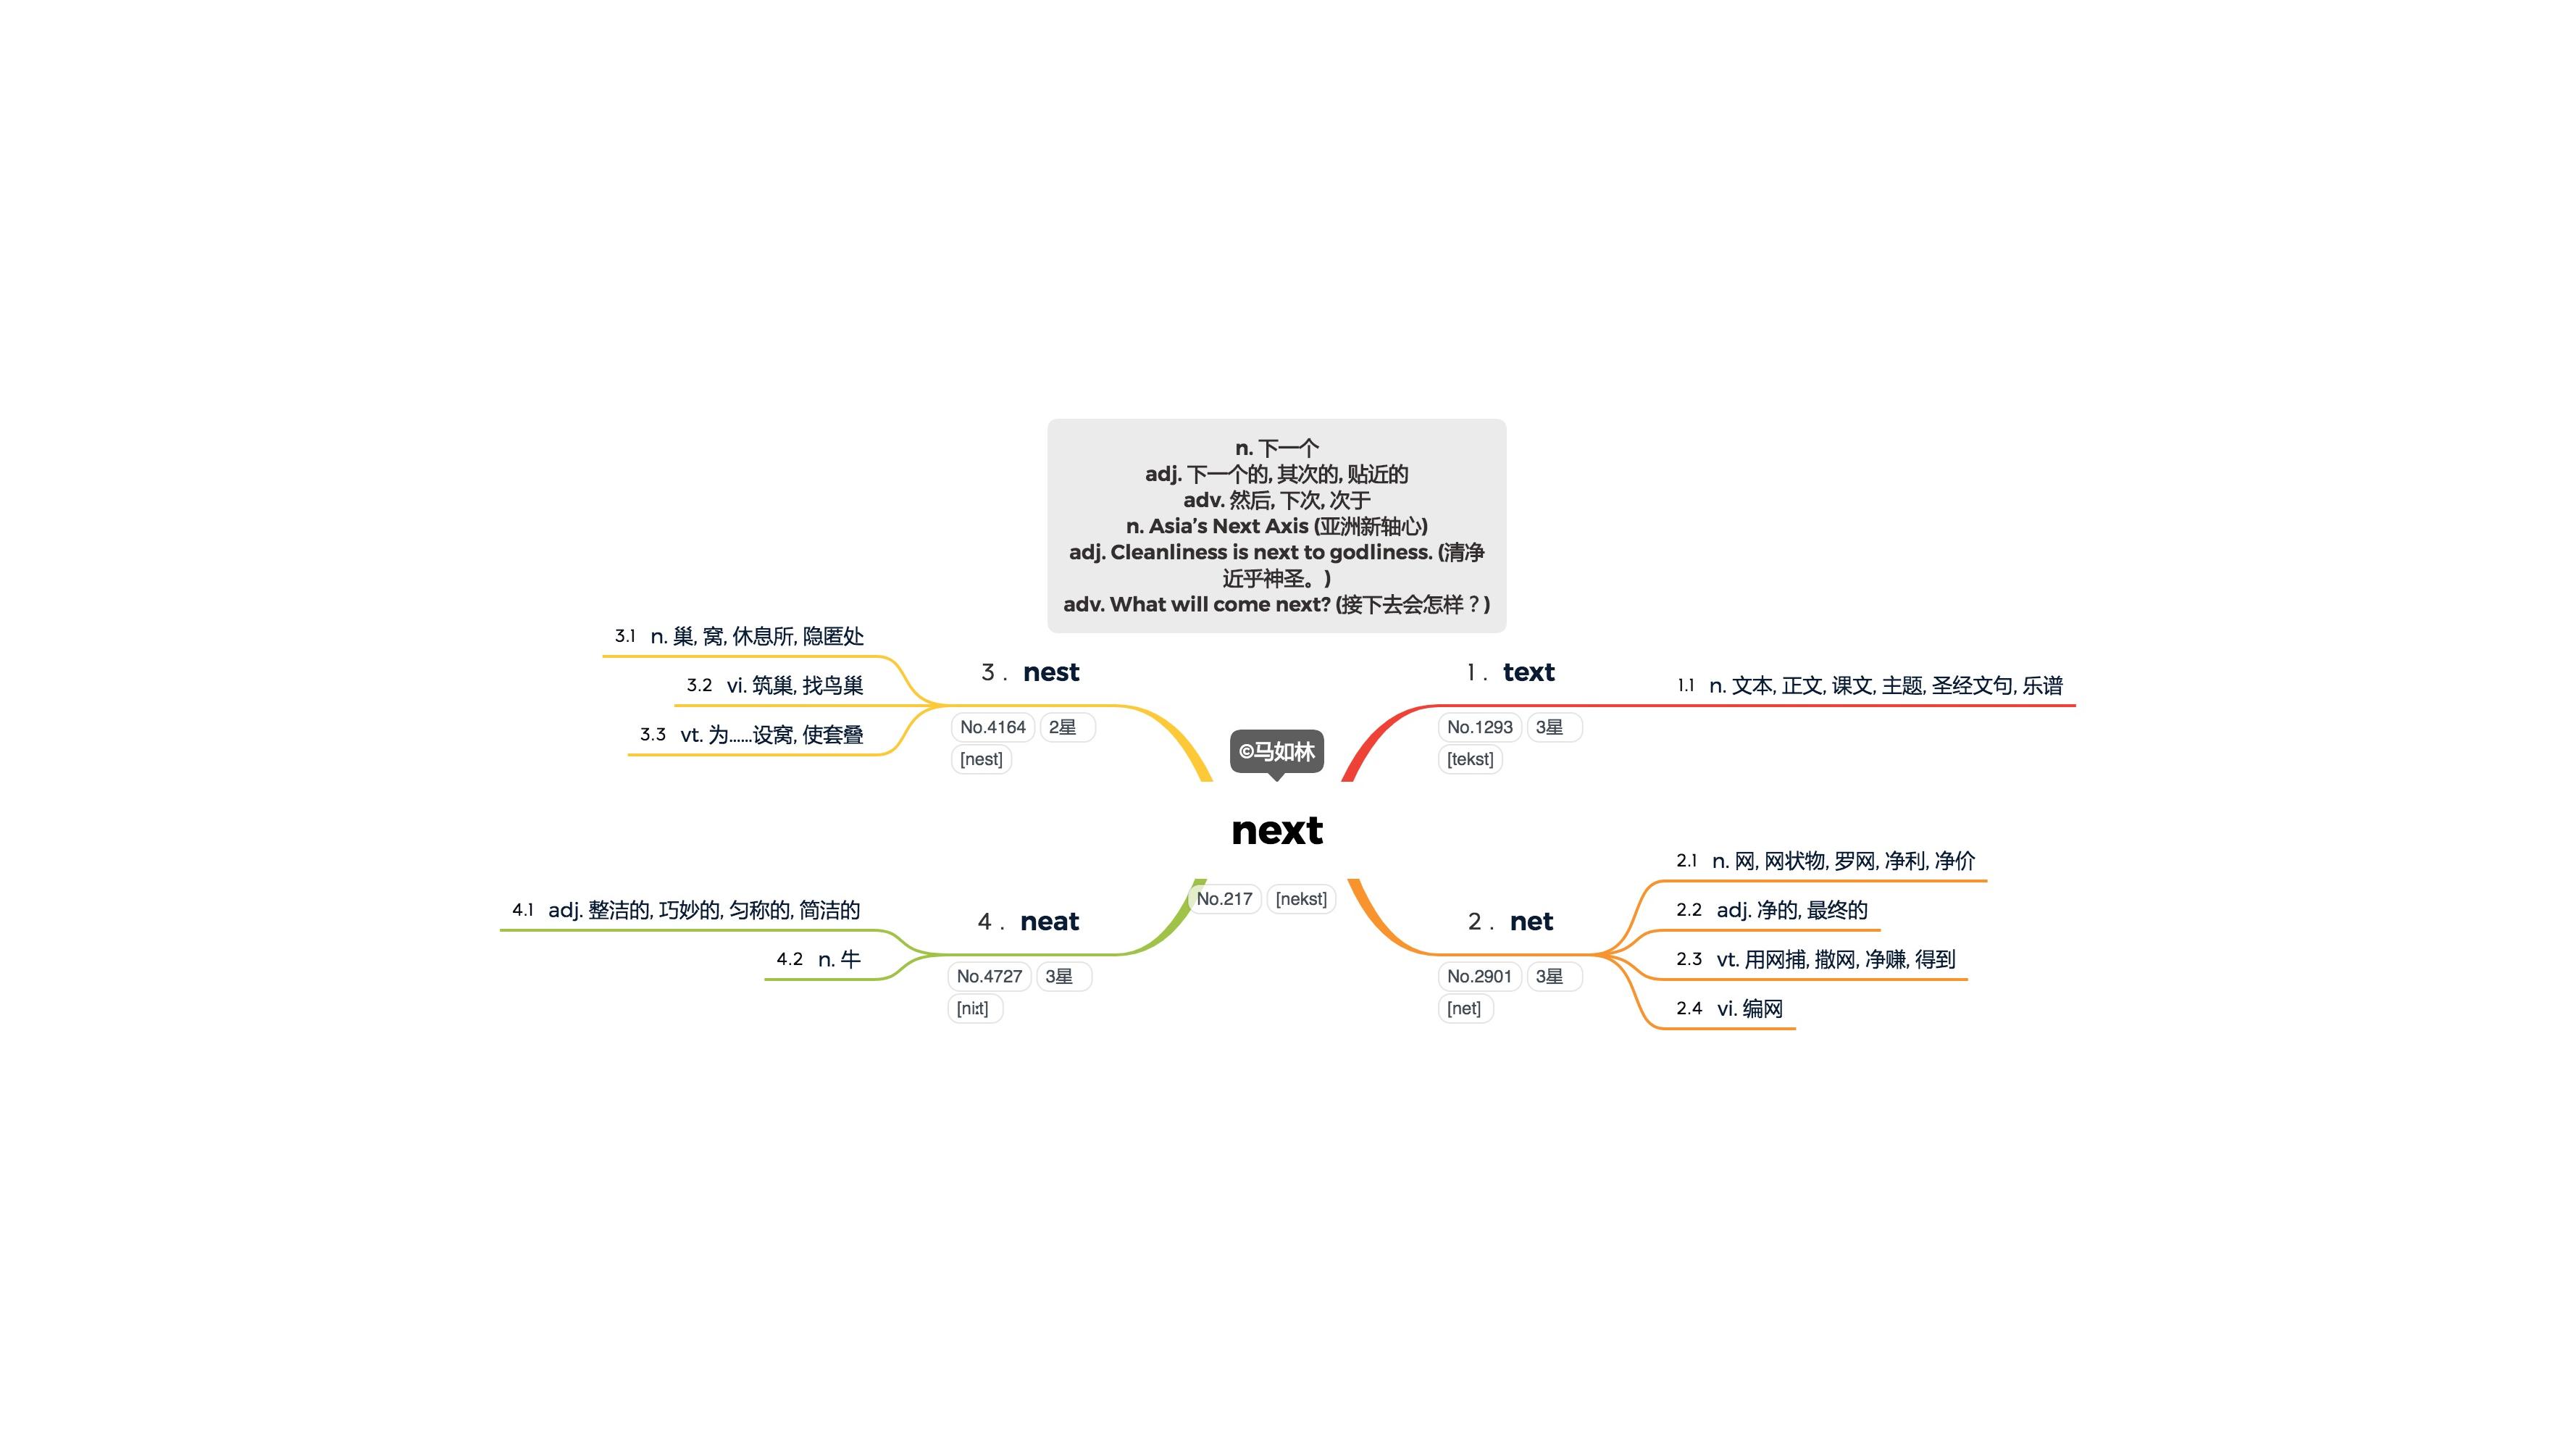 n. 下一个
adj. 下一个的, 其次的, 贴近的
adv. 然后, 下次, 次于
n. Asia’s Next Axis (亚洲新轴心)
adj. Cleanliness is next to godliness. (清净
近乎神圣。)
adv. What will come next? (接下去会怎样？)
©马如林
next
No.217 [nekst]
1. text
No.1293 3星
[tekst]
1.1 n. 文本, 正文, 课文, 主题, 圣经文句, 乐谱
2. net
No.2901 3星
[net]
2.1 n. 网, 网状物, 罗网, 净利, 净价
2.2 adj. 净的, 最终的
2.3 vt. 用网捕, 撒网, 净赚, 得到
2.4 vi. 编网
3. nest
No.4164 2星
[nest]
3.1 n. 巢, 窝, 休息所, 隐匿处
3.2 vi. 筑巢, 找鸟巢
3.3 vt. 为……设窝, 使套叠
4. neat
No.4727 3星
[niːt]
4.1 adj. 整洁的, 巧妙的, 匀称的, 简洁的
4.2 n. 牛